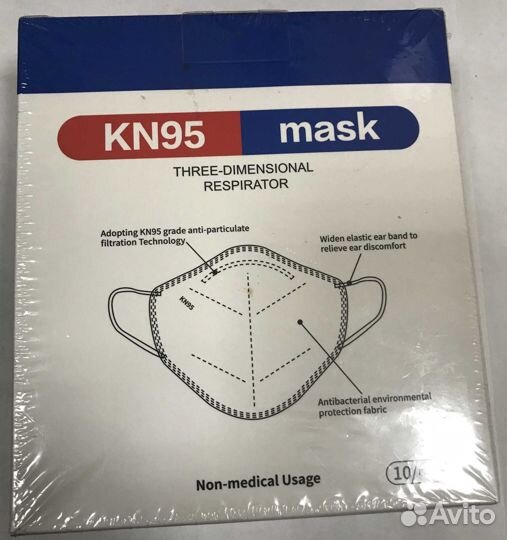 KN95 mask
THREE-DIMENSIONAL
RESPIRATOR
Adopting KN95 grade anti-particulate
filtration Technology
Widen elastic ear band to
relieve ear discomfort
KN95
Antibacterial environmental
protection fabric
Non-medical Usage
10/
Avito